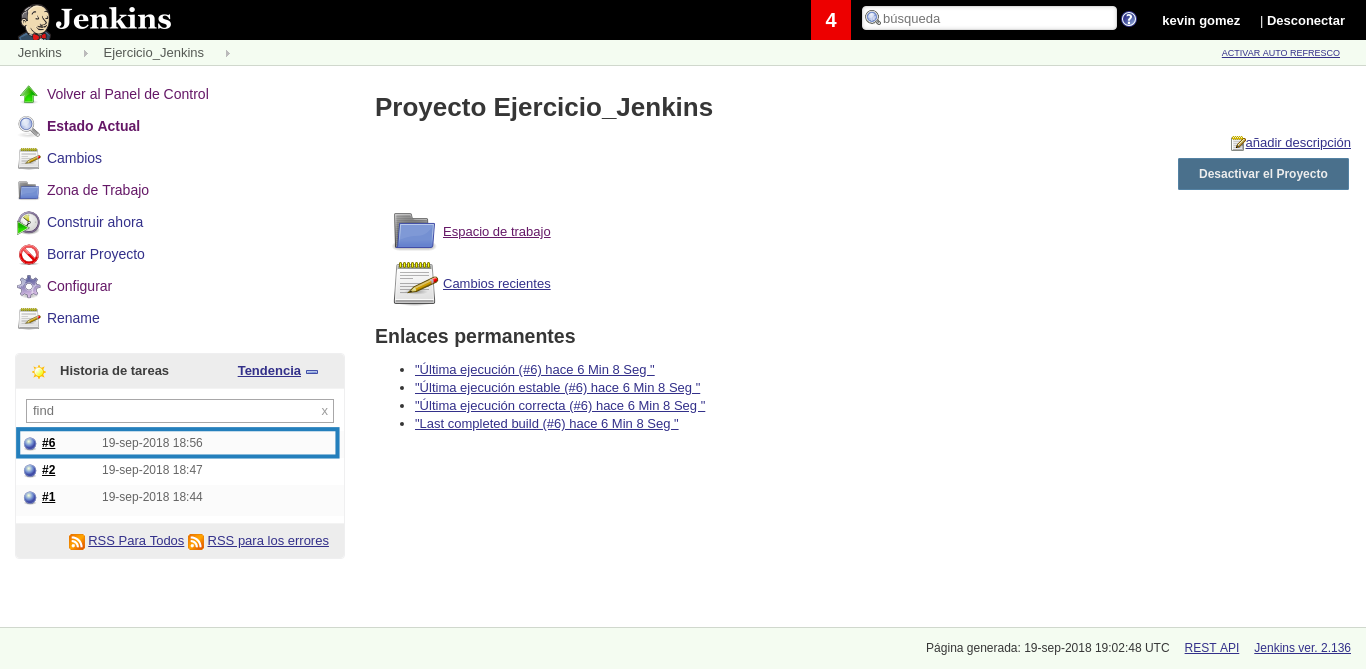 Jenkins
4
búsqueda
kevin gomez
| Desconectar
Jenkins
Ejercicio_Jenkins
ACTIVAR AUTO REFRESCO
Volver al Panel de Control
Estado Actual
Cambios
Zona de Trabajo
Construir ahora
Borrar Proyecto
Configurar
Rename
Historia de tareas
Tendencia
find
x
#6 19-sep-2018 18:56
#2 19-sep-2018 18:47
#1 19-sep-2018 18:44
RSS Para Todos RSS para los errores
Proyecto Ejercicio_Jenkins
añadir descripción
Desactivar el Proyecto
Espacio de trabajo
Cambios recientes
Enlaces permanentes
"Última ejecución (#6) hace 6 Min 8 Seg "
"Última ejecución estable (#6) hace 6 Min 8 Seg "
"Última ejecución correcta (#6) hace 6 Min 8 Seg "
"Last completed build (#6) hace 6 Min 8 Seg "
Página generada: 19-sep-2018 19:02:48 UTC REST API Jenkins ver. 2.136